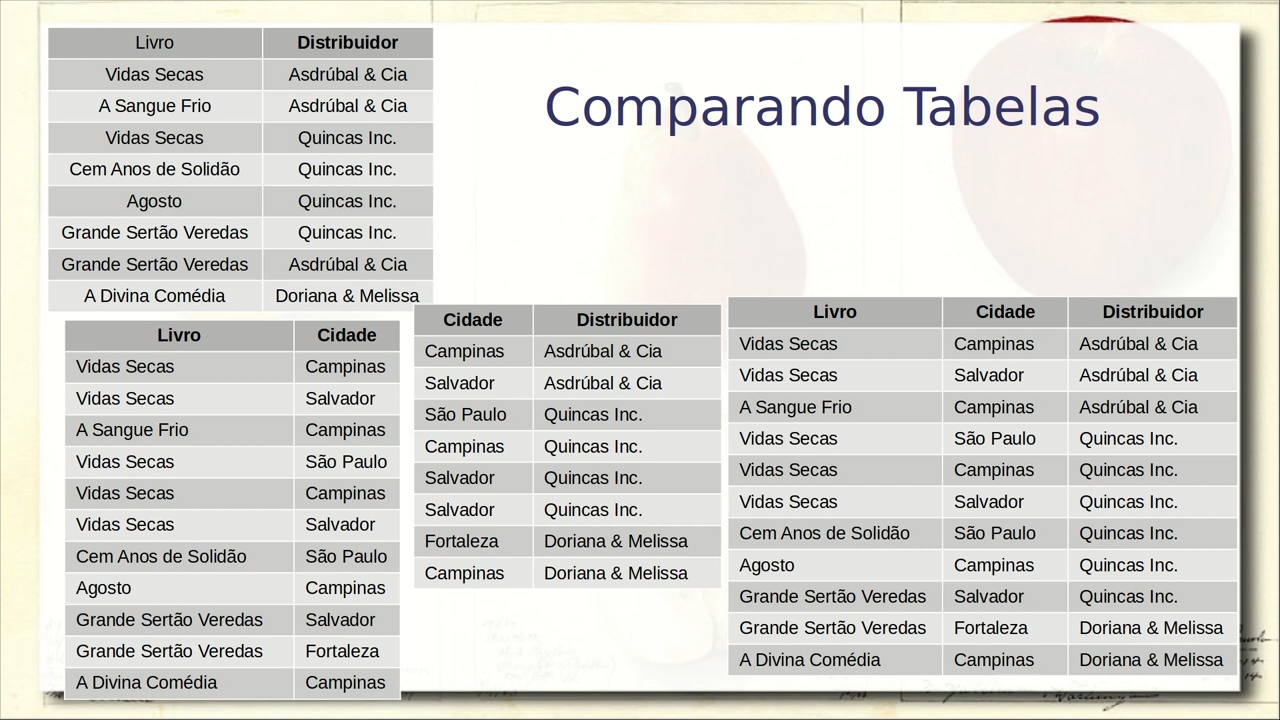 Comparando Tabelas
Livro Distribuidor
Vidas Secas Asdrúbal & Cia
A Sangue Frio Asdrúbal & Cia
Vidas Secas Quincas Inc.
Cem Anos de Solidão Quincas Inc.
Agosto Quincas Inc.
Grande Sertão Veredas Quincas Inc.
Grande Sertão Veredas Asdrúbal & Cia
A Divina Comédia Doriana & Melissa
Livro Cidade
Vidas Secas Campinas
Vidas Secas Salvador
A Sangue Frio Campinas
Vidas Secas São Paulo
Vidas Secas Campinas
Vidas Secas Salvador
Cem Anos de Solidão São Paulo
Agosto Campinas
Grande Sertão Veredas Salvador
Grande Sertão Veredas Fortaleza
A Divina Comédia Campinas
Cidade Distribuidor
Campinas Asdrúbal & Cia
Salvador Asdrúbal & Cia
São Paulo Quincas Inc.
Campinas Quincas Inc.
Salvador Quincas Inc.
Salvador Quincas Inc.
Fortaleza Doriana & Melissa
Campinas Doriana & Melissa
Livro Cidade Distribuidor
Vidas Secas Campinas Asdrúbal & Cia
Vidas Secas Salvador Asdrúbal & Cia
A Sangue Frio Campinas Asdrúbal & Cia
Vidas Secas São Paulo Quincas Inc.
Vidas Secas Campinas Quincas Inc.
Vidas Secas Salvador Quincas Inc.
Cem Anos de Solidão São Paulo Quincas Inc.
Agosto Campinas Quincas Inc.
Grande Sertão Veredas Salvador Quincas Inc.
Grande Sertão Veredas Fortaleza Doriana & Melissa
A Divina Comédia Campinas Doriana & Melissa